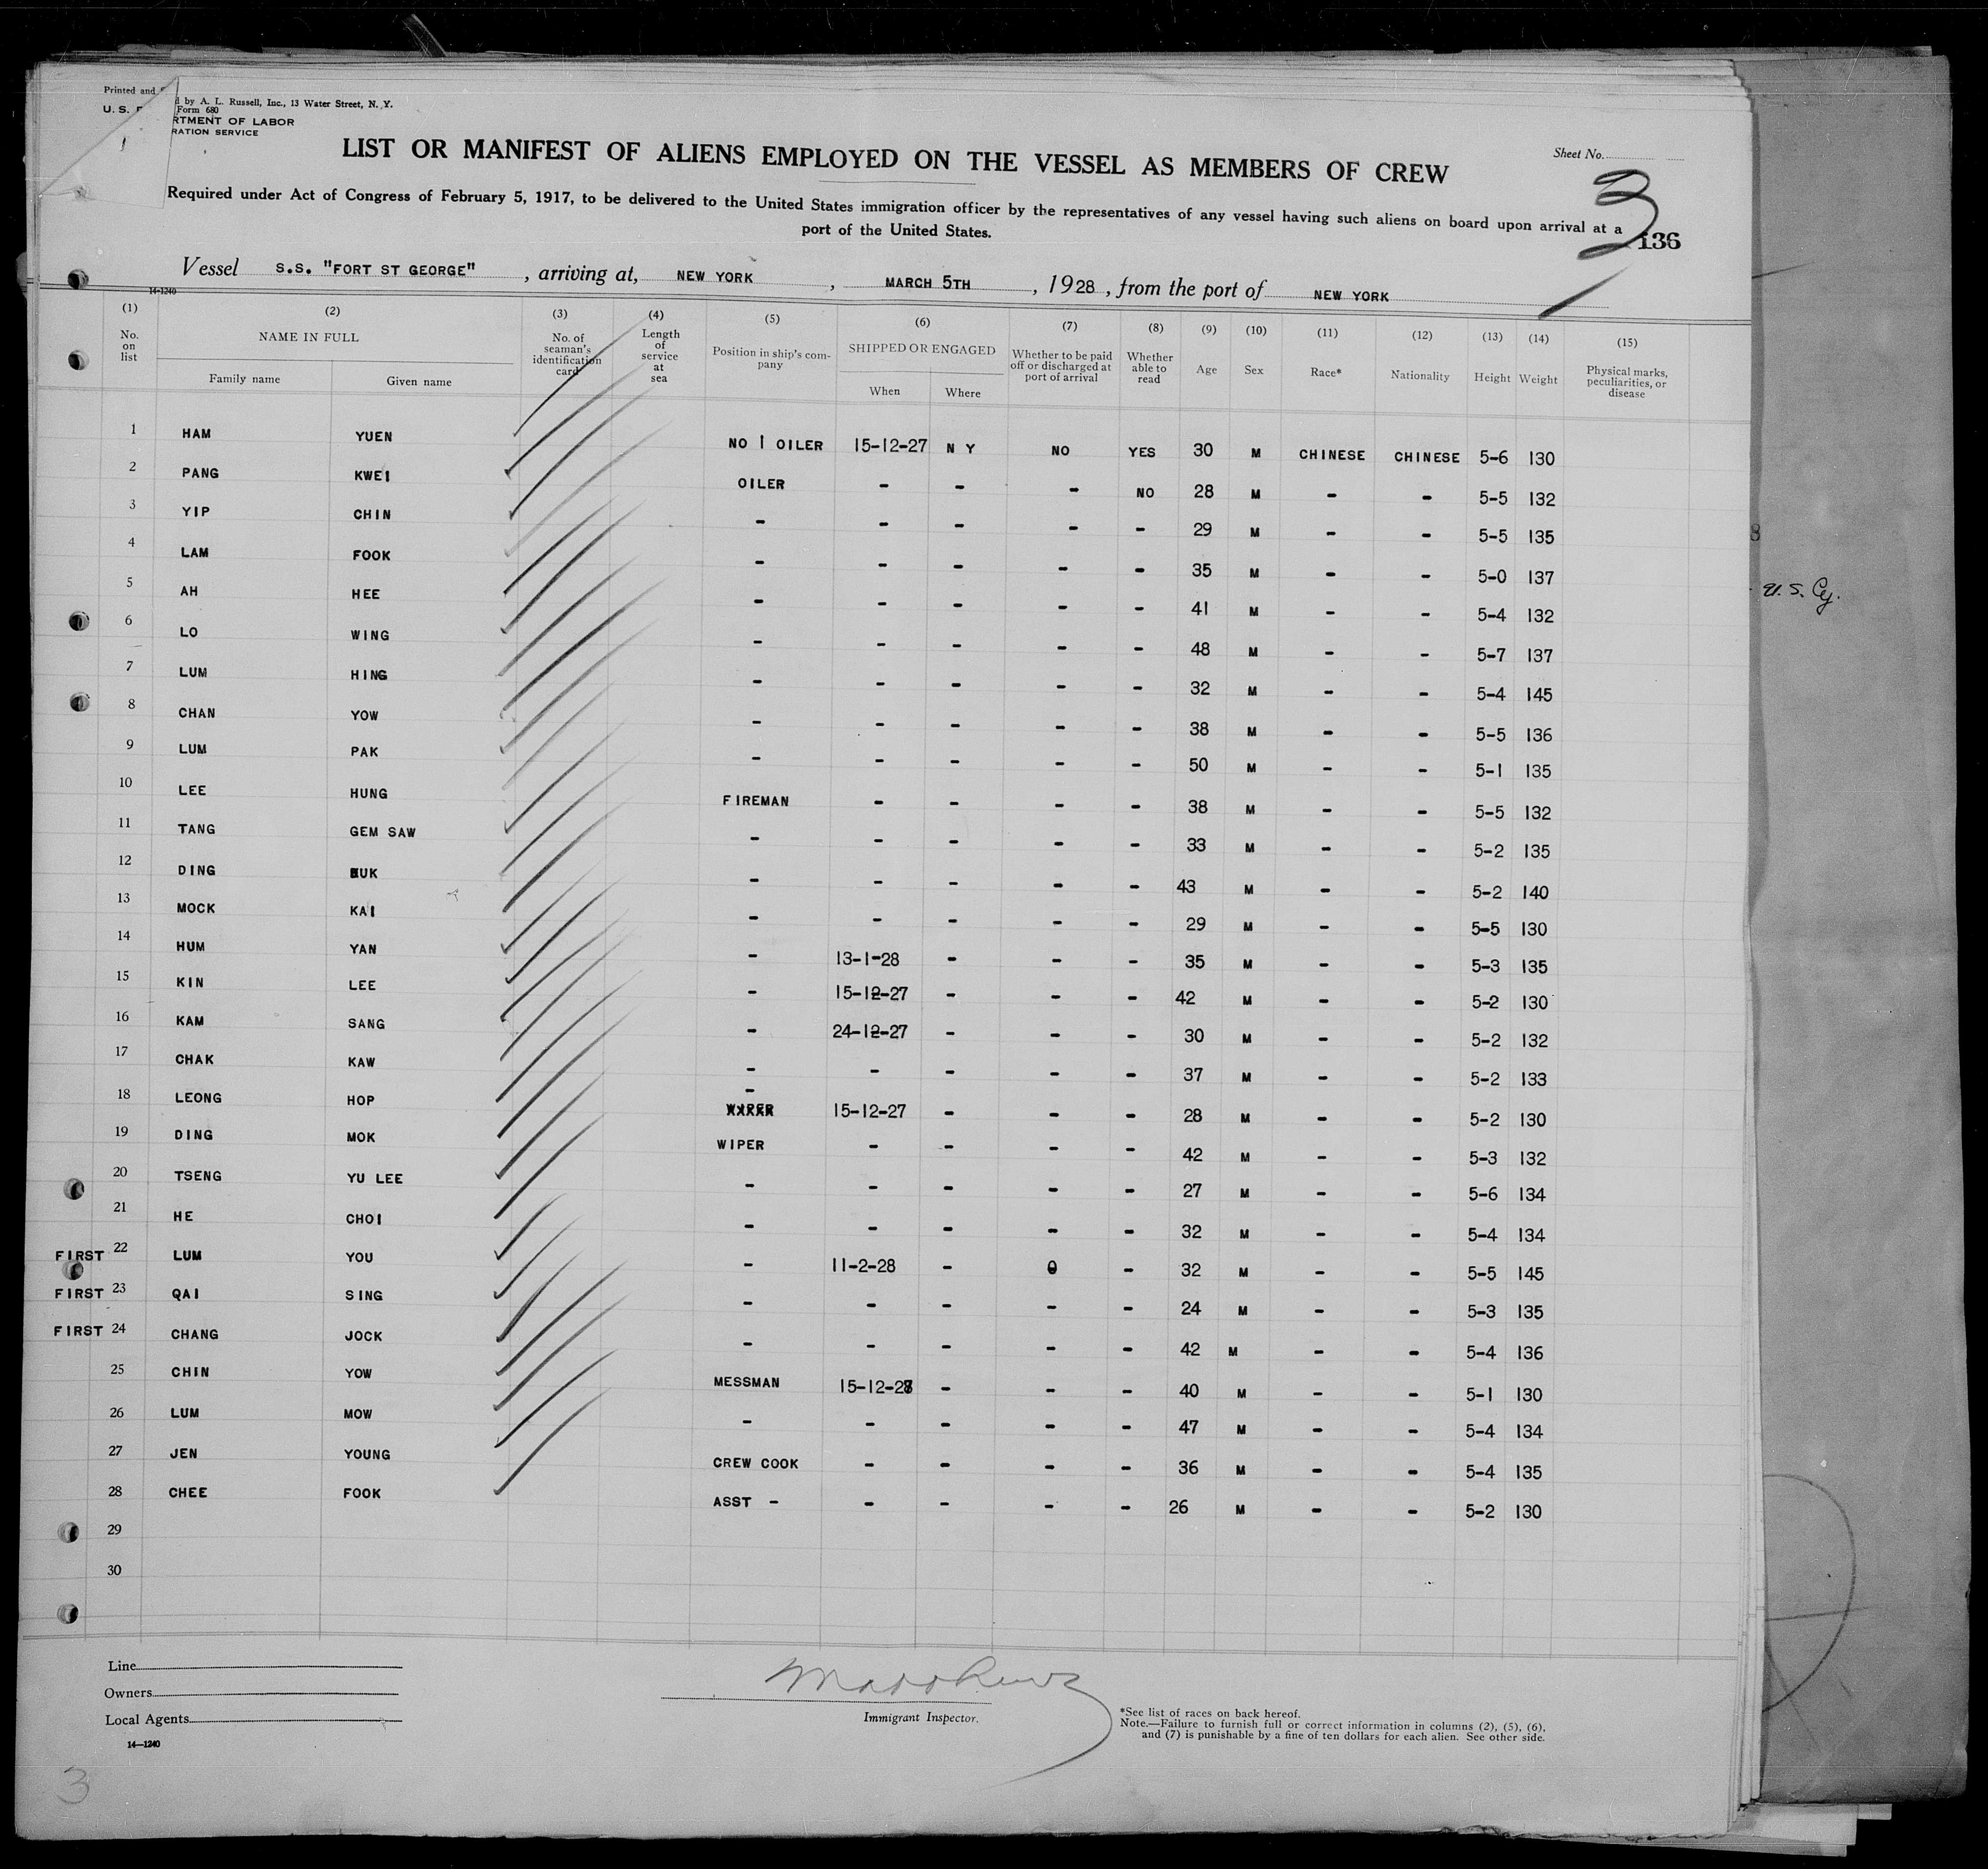 Printed and
d by A. L. Russell, Inc., 13 Water Street, N. Y.
U. S.
Form 680
RTMENT OF LABOR
RATION SERVICE
LIST OR MANIFEST OF ALIENS EMPLOYED ON THE VESSEL AS MEMBERS OF CREW
Sheet No.
3
Required under Act of Congress of February 5, 1917, to be delivered to the United States immigration officer by the representatives of any vessel having such aliens on board upon arrival at a
port of the United States.
136
Vessel S.S. "FORT ST GEORGE", arriving at, NEW YORK, MARCH 5TH, 1928, from the port of NEW YORK
14-1240
(1) (2) (3) (4) (5) (6) (7) (8) (9) (10) (11) (12) (13) (14) (15)
No. on list NAME IN FULL No. of seaman's identification card Length of service at sea Position in ship's company SHIPPED OR ENGAGED Whether to be paid off or discharged at port of arrival Whether able to read Age Sex Race* Nationality Height Weight Physical marks, peculiarities, or disease
Family name Given name When Where
1 HAM YUEN NO 1 OILER 15-12-27 N Y NO YES 30 M CHINESE CHINESE 5-6 130
2 PANG KWEI OILER - - - NO 28 M - - 5-5 132
3 YIP CHIN - - - - - 29 M - - 5-5 135
4 LAM FOOK - - - - - 35 M - - 5-0 137
5 AH HEE - - - - - 41 M - - 5-4 132
6 LO WING - - - - - 48 M - - 5-7 137
7 LUM HING - - - - - 32 M - - 5-4 145
8 CHAN YOW - - - - - 38 M - - 5-5 136
9 LUM PAK - - - - - 50 M - - 5-1 135
10 LEE HUNG FIREMAN - - - - 38 M - - 5-5 132
11 TANG GEM SAW - - - - - 33 M - - 5-2 135
12 DING UK - - - - - 43 M - - 5-2 140
13 MOCK KAI - - - - - 29 M - - 5-5 130
14 HUM YAN - 13-1-28 - - - 35 M - - 5-3 135
15 KIN LEE - 15-12-27 - - - 42 M - - 5-2 130
16 KAM SANG - 24-12-27 - - - 30 M - - 5-2 132
17 CHAK KAW - - - - - 37 M - - 5-2 133
18 LEONG HOP - 15-12-27 - - - 28 M - - 5-2 130
19 DING MOK WIPER - - - - 42 M - - 5-3 132
20 TSENG YU LEE - - - - - 27 M - - 5-6 134
21 HE CHOI - - - - - 32 M - - 5-4 134
FIRST 22 LUM YOU - 11-2-28 - - - 32 M - - 5-5 145
FIRST 23 QAI SING - - - - - 24 M - - 5-3 135
FIRST 24 CHANG JOCK - - - - - 42 M - - 5-4 136
25 CHIN YOW MESSMAN 15-12-27 - - - 40 M - - 5-1 130
26 LUM MOW - - - - - 47 M - - 5-4 134
27 JEN YOUNG CREW COOK - - - - 36 M - - 5-4 135
28 CHEE FOOK ASST - - - - - 26 M - - 5-2 130
29
30
Line
Owners
Local Agents
14—1240
Immigrant Inspector.
*See list of races on back hereof.
Note.—Failure to furnish full or correct information in columns (2), (5), (6),
and (7) is punishable by a fine of ten dollars for each alien. See other side.
3
U. S. Cy.